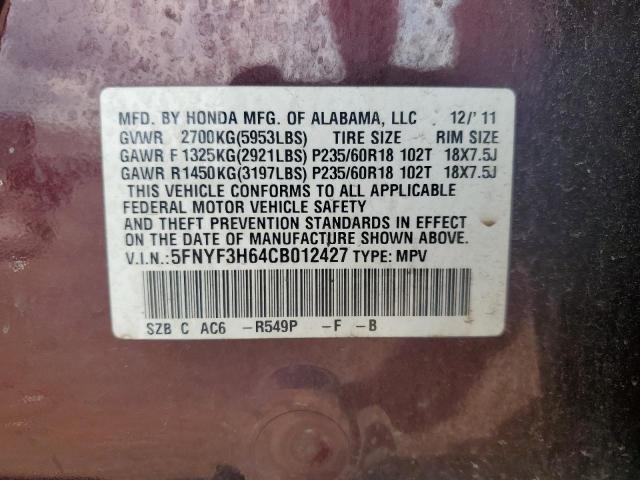 MFD. BY HONDA MFG. OF ALABAMA, LLC 12/'11
GVWR 2700KG(5953LBS) TIRE SIZE RIM SIZE
GAWR F 1325KG(2921LBS) P235/60R18 102T 18X7.5J
GAWR R1450KG(3197LBS) P235/60R18 102T 18X7.5J
THIS VEHICLE CONFORMS TO ALL APPLICABLE
FEDERAL MOTOR VEHICLE SAFETY
AND THEFT PREVENTION STANDARDS IN EFFECT
ON THE DATE OF MANUFACTURE SHOWN ABOVE.
V.I.N.:5FNYF3H64CB012427 TYPE: MPV
SZB C AC6 -R549P -F -B